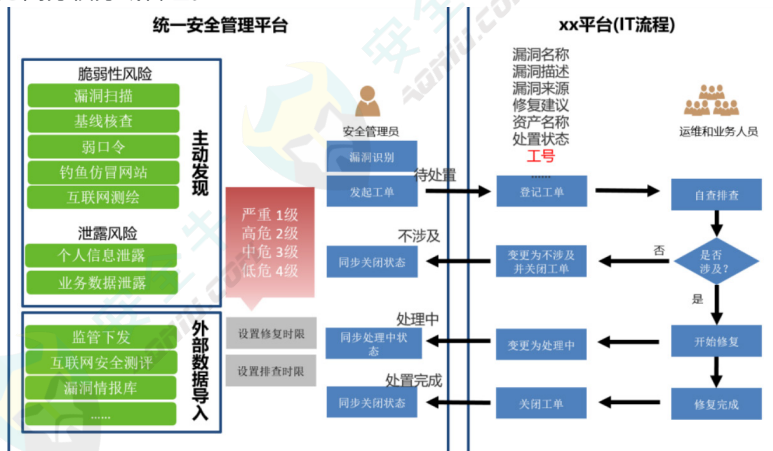 统一安全管理平台
xx平台(IT流程)
脆弱性风险
漏洞扫描
基线核查
弱口令
钓鱼仿冒网站
互联网测绘
泄露风险
个人信息泄露
业务数据泄露
主动发现
监管下发
互联网安全测评
漏洞情报库
......
外部数据导入
严重 1级
高危 2级
中危 3级
低危 4级
设置修复时限
设置排查时限
安全管理员
漏洞识别
发起工单
待处置
不涉及
同步关闭状态
处理中
同步处理中状
态
处置完成
同步关闭状态
漏洞名称
漏洞描述
漏洞来源
修复建议
资产名称
处置状态
工号
......
登记工单
变更为不涉及
并关闭工单
变更为处理中
关闭工单
运维和业务人员
自查排查
是否
涉及?
否
是
开始修复
修复完成
安全牛
aqniu.com